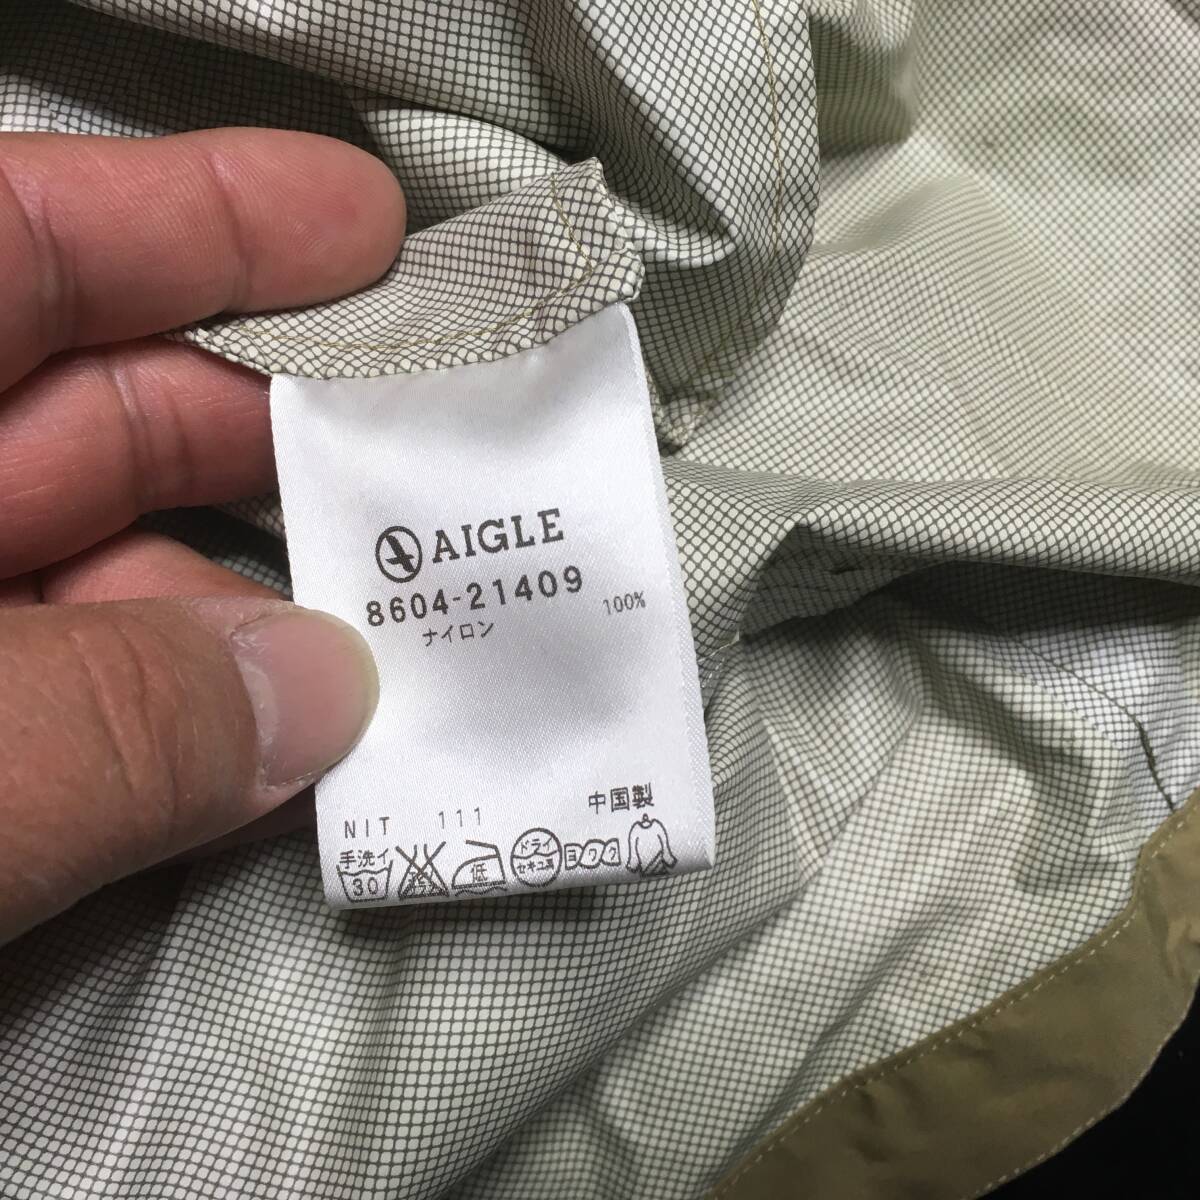 AIGLE
8604-21409
ナイロン 100%
NIT 111 中国製
手洗イ
30
低
ドライ
セキユ系
ヨワク